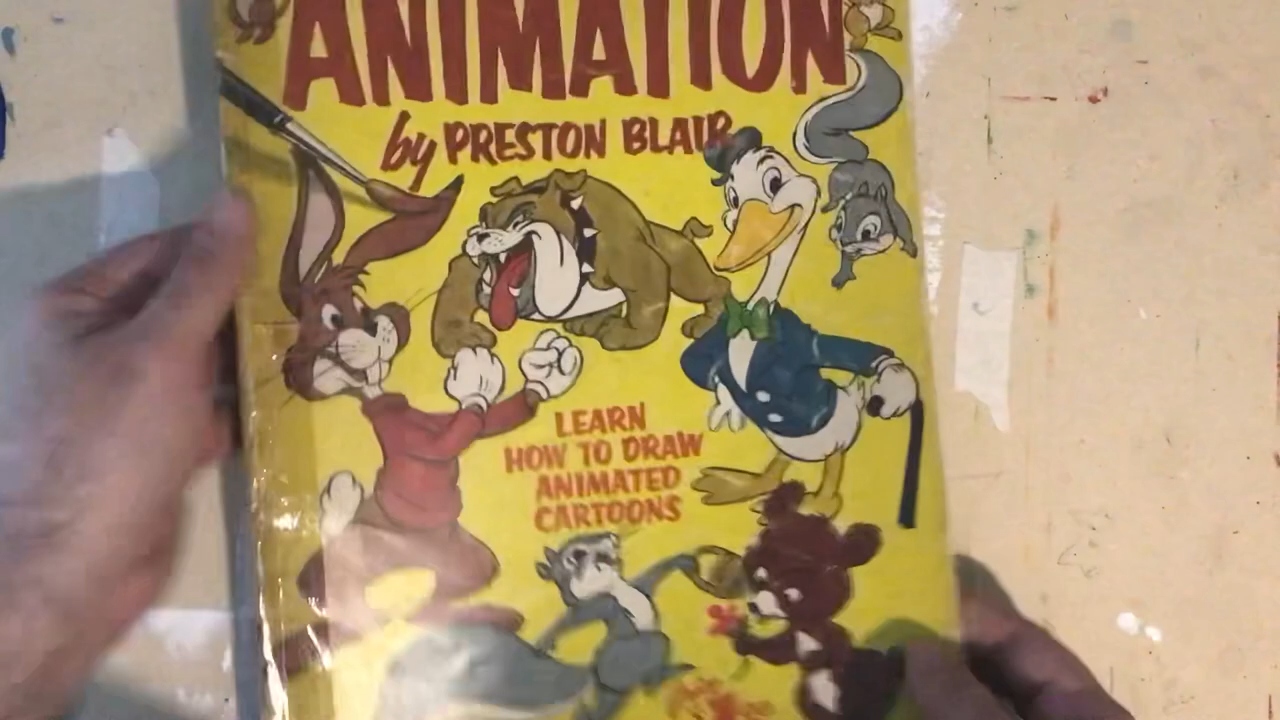 ANIMATION
by PRESTON BLAIR
LEARN
HOW TO DRAW
ANIMATED
CARTOONS